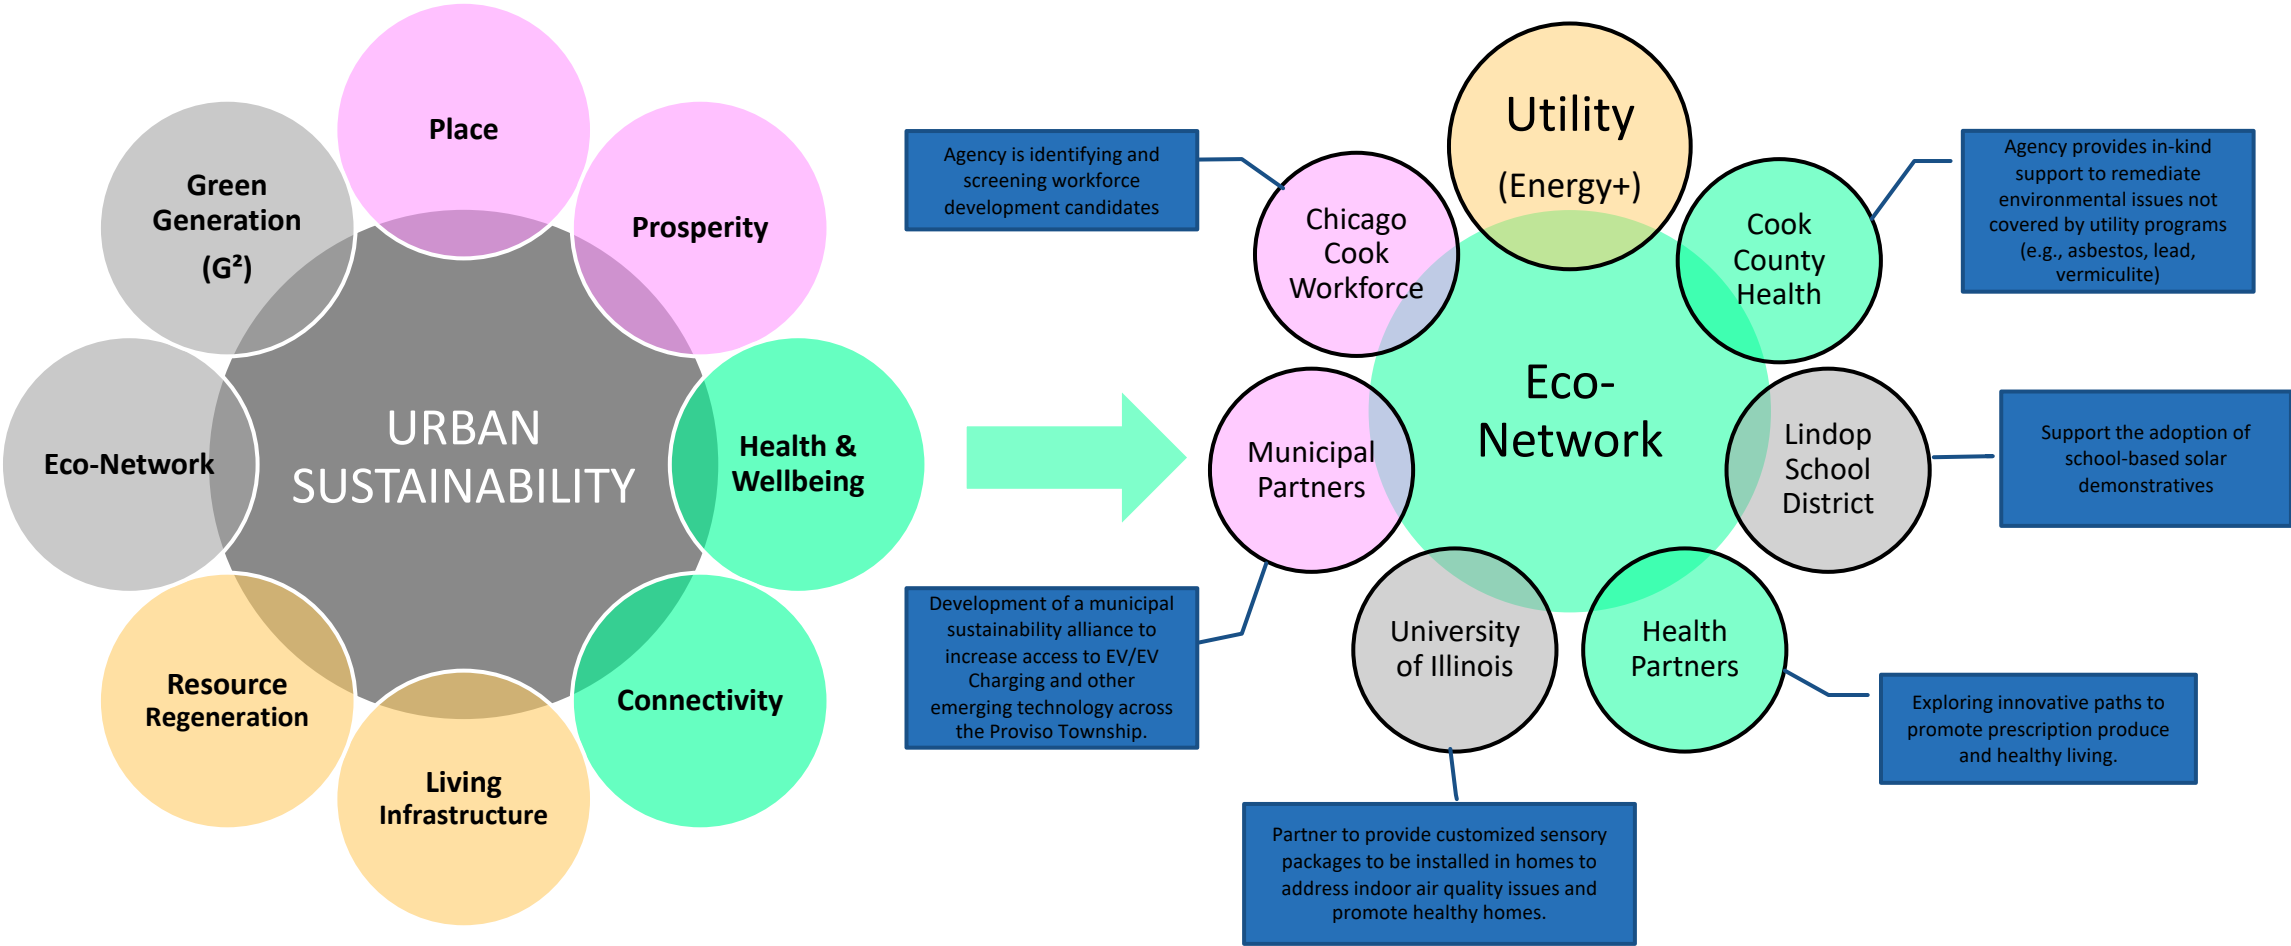 Place
Green
Generation
(G²)
Prosperity
Eco-Network
URBAN
SUSTAINABILITY
Health &
Wellbeing
Resource
Regeneration
Connectivity
Living
Infrastructure
Utility
(Energy+)
Agency is identifying and
screening workforce
development candidates
Chicago
Cook
Workforce
Cook
County
Health
Agency provides in-kind
support to remediate
environmental issues not
covered by utility programs
(e.g., asbestos, lead,
vermiculite)
Eco-
Network
Municipal
Partners
Lindop
School
District
Support the adoption of
school-based solar
demonstratives
Development of a municipal
sustainability alliance to
increase access to EV/EV
Charging and other
emerging technology across
the Proviso Township.
University
of Illinois
Health
Partners
Exploring innovative paths to
promote prescription produce
and healthy living.
Partner to provide customized sensory
packages to be installed in homes to
address indoor air quality issues and
promote healthy homes.